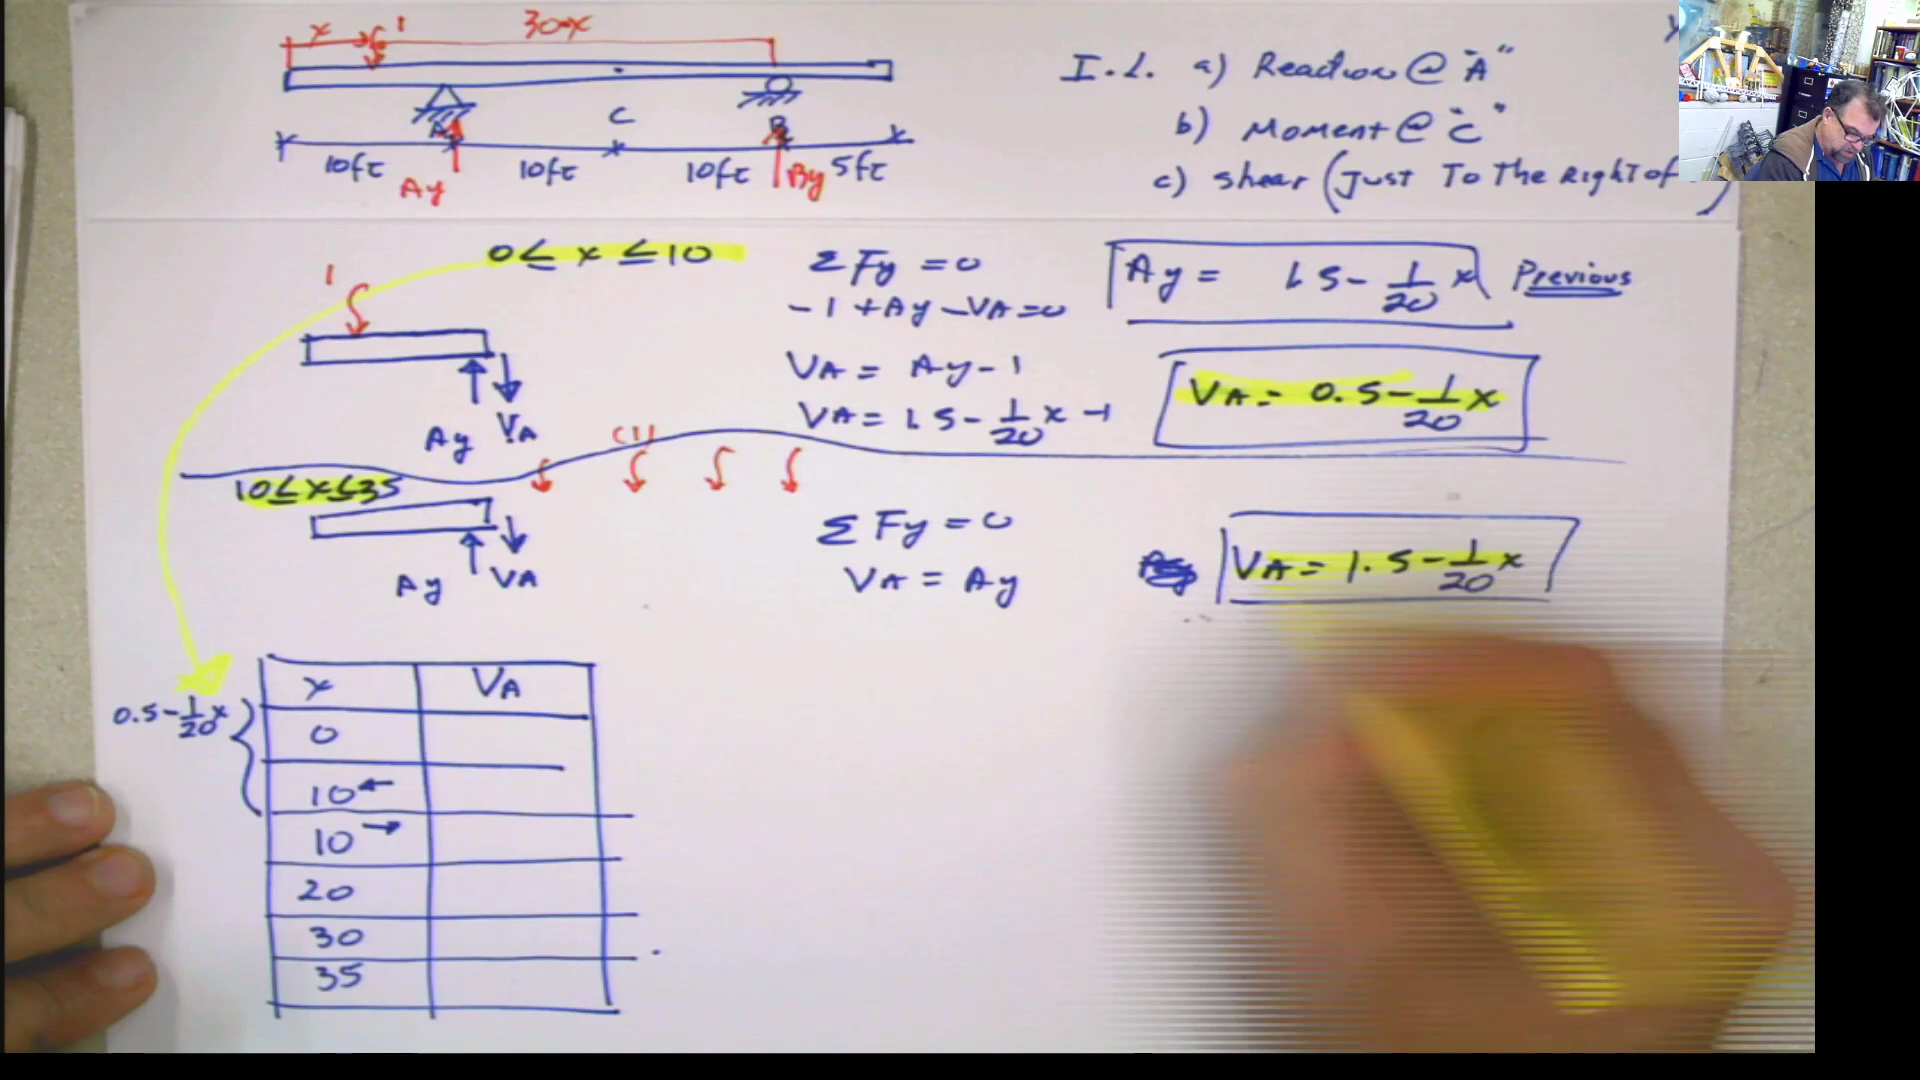 x 1 30-x
I.L. a) Reaction @ "A"
b) Moment @ "C"
c) shear (Just To The Right of
A C B
10ft 10ft 10ft 5ft
Ay By
0 ≤ x ≤ 10
1
Ay VA
ΣFy = 0
-1 + Ay - VA = 0
VA = Ay - 1
VA = 1.5 - 1/20 x - 1
Ay = 1.5 - 1/20 x Previous
VA = 0.5 - 1/20 x
(1)
10 ≤ x ≤ 35
Ay VA
ΣFy = 0
VA = Ay
VA = 1.5 - 1/20 x
0.5 - 1/20 x
x VA
0
10 ←
10 →
20
30
35